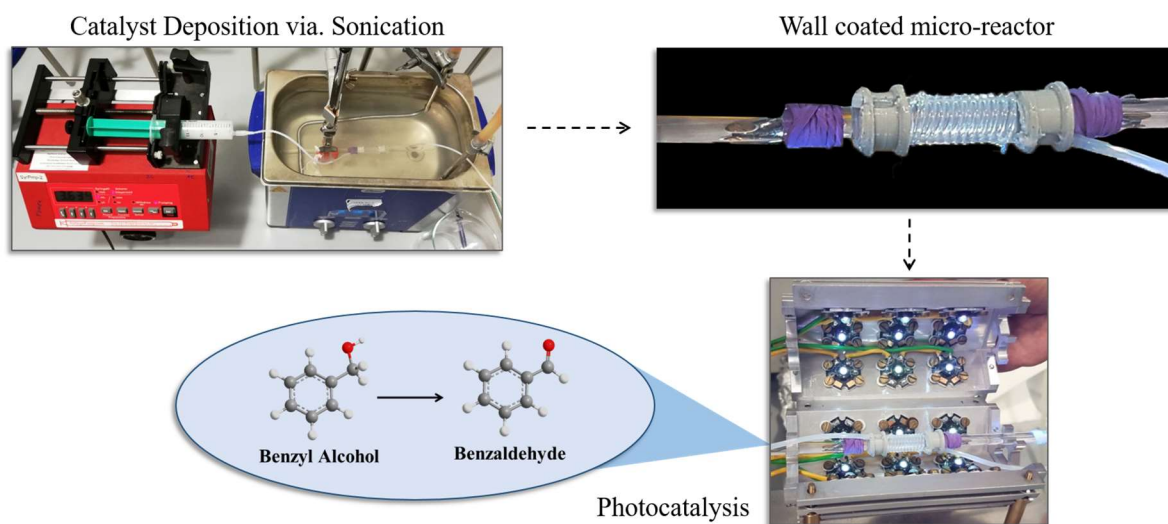 Catalyst Deposition via. Sonication
Wall coated micro-reactor
Benzyl Alcohol
Benzaldehyde
Photocatalysis